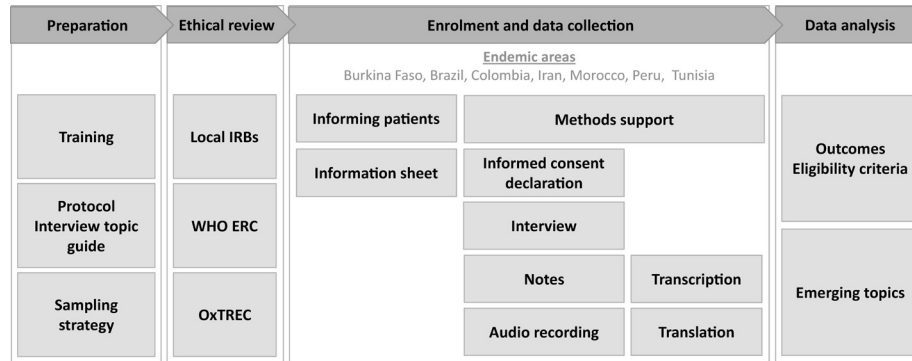 Preparation
Ethical review
Enrolment and data collection
Data analysis
Endemic areas
Burkina Faso, Brazil, Colombia, Iran, Morocco, Peru, Tunisia
Training
Protocol
Interview topic
guide
Sampling
strategy
Local IRBs
WHO ERC
OxTREC
Informing patients
Methods support
Information sheet
Informed consent
declaration
Interview
Notes
Transcription
Audio recording
Translation
Outcomes
Eligibility criteria
Emerging topics